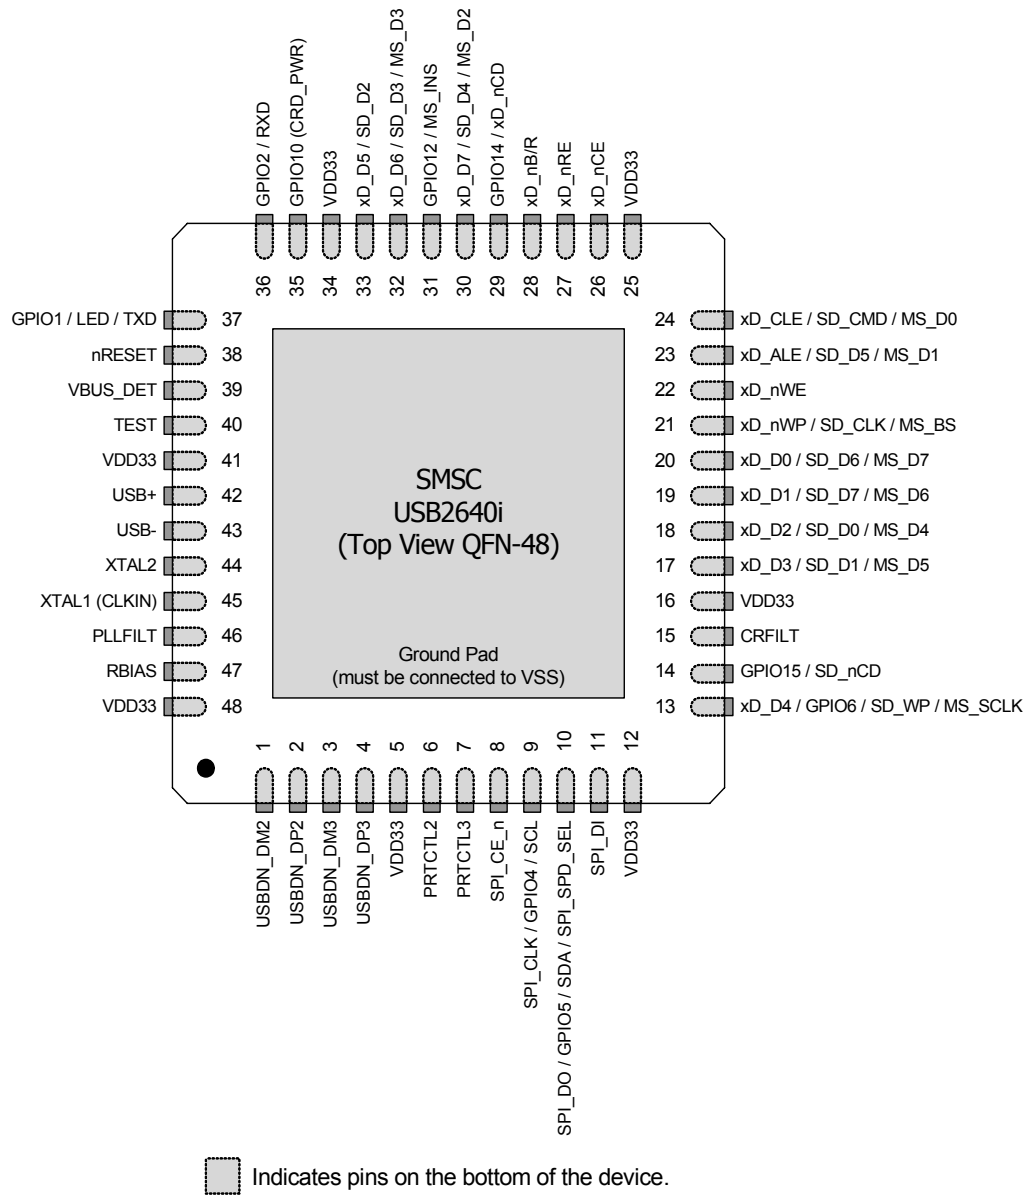 GPIO2 / RXD
GPIO10 (CRD_PWR)
VDD33
xD_D5 / SD_D2
xD_D6 / SD_D3 / MS_D3
GPIO12 / MS_INS
xD_D7 / SD_D4 / MS_D2
GPIO14 / xD_nCD
xD_nB/R
xD_nRE
xD_nCE
VDD33
36
35
34
33
32
31
30
29
28
27
26
25
GPIO1 / LED / TXD 37
nRESET 38
VBUS_DET 39
TEST 40
VDD33 41
USB+ 42
USB- 43
XTAL2 44
XTAL1 (CLKIN) 45
PLLFILT 46
RBIAS 47
VDD33 48
SMSC
USB2640i
(Top View QFN-48)
Ground Pad
(must be connected to VSS)
24 xD_CLE / SD_CMD / MS_D0
23 xD_ALE / SD_D5 / MS_D1
22 xD_nWE
21 xD_nWP / SD_CLK / MS_BS
20 xD_D0 / SD_D6 / MS_D7
19 xD_D1 / SD_D7 / MS_D6
18 xD_D2 / SD_D0 / MS_D4
17 xD_D3 / SD_D1 / MS_D5
16 VDD33
15 CRFILT
14 GPIO15 / SD_nCD
13 xD_D4 / GPIO6 / SD_WP / MS_SCLK
1
2
3
4
5
6
7
8
9
10
11
12
USBDN_DM2
USBDN_DP2
USBDN_DM3
USBDN_DP3
VDD33
PRTCTL2
PRTCTL3
SPI_CE_n
SPI_CLK / GPIO4 / SCL
SPI_DO / GPIO5 / SDA / SPI_SPD_SEL
SPI_DI
VDD33
Indicates pins on the bottom of the device.